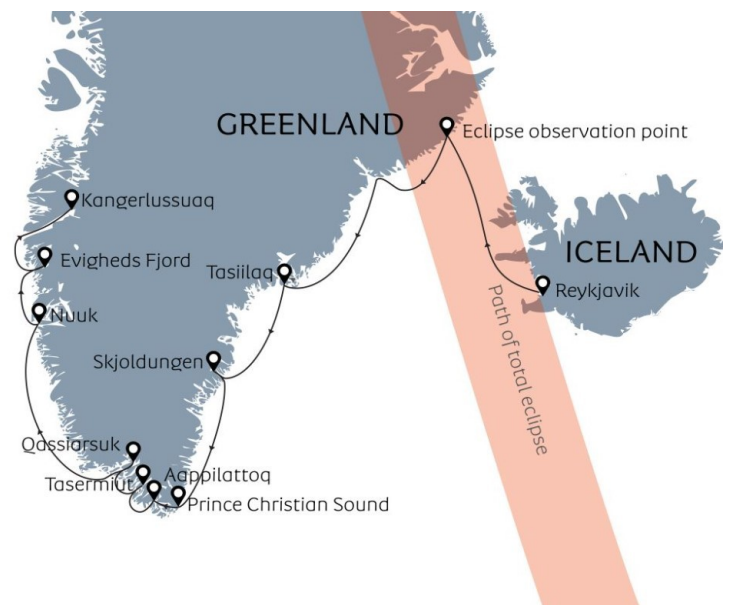 GREENLAND
Eclipse observation point
Kangerlussuaq
Evigheds Fjord
Tasiilaq
ICELAND
Reykjavik
Nuuk
Path of total eclipse
Skjoldungen
Qassiarsuk
Aappilattoq
Tasermiut
Prince Christian Sound